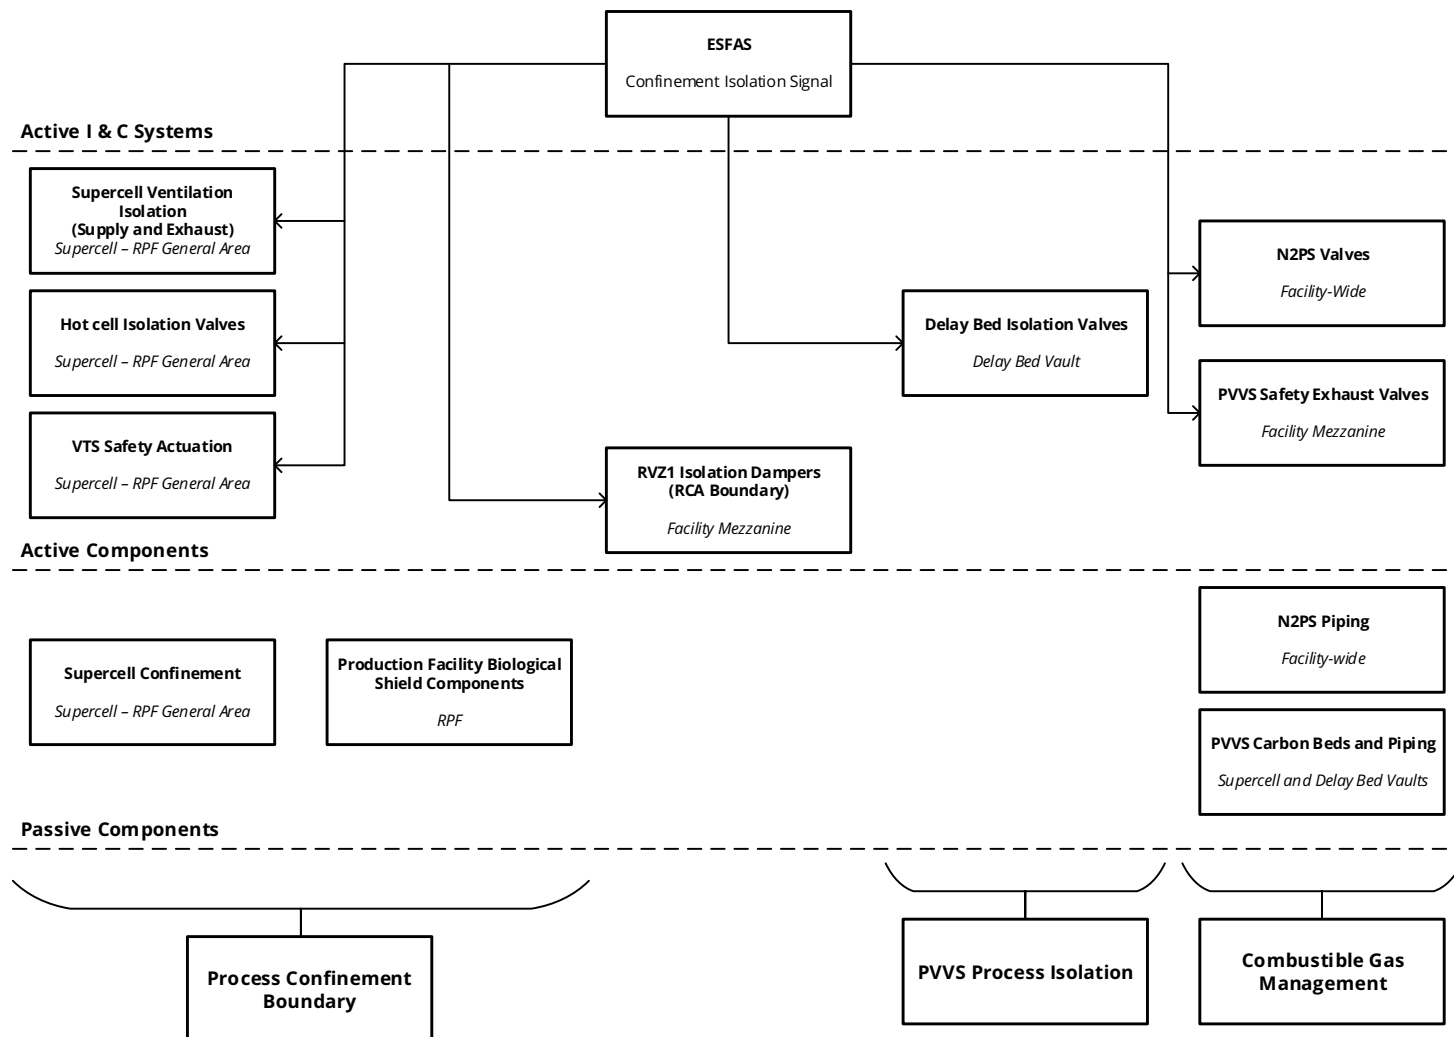 ESFAS
Confinement Isolation Signal
Active I & C Systems
Supercell Ventilation
Isolation
(Supply and Exhaust)
Supercell – RPF General Area
N2PS Valves
Facility-Wide
Hot cell Isolation Valves
Supercell – RPF General Area
Delay Bed Isolation Valves
Delay Bed Vault
PVVS Safety Exhaust Valves
Facility Mezzanine
VTS Safety Actuation
Supercell – RPF General Area
RVZ1 Isolation Dampers
(RCA Boundary)
Facility Mezzanine
Active Components
N2PS Piping
Facility-wide
Supercell Confinement
Supercell – RPF General Area
Production Facility Biological
Shield Components
RPF
PVVS Carbon Beds and Piping
Supercell and Delay Bed Vaults
Passive Components
Process Confinement
Boundary
PVVS Process Isolation
Combustible Gas
Management